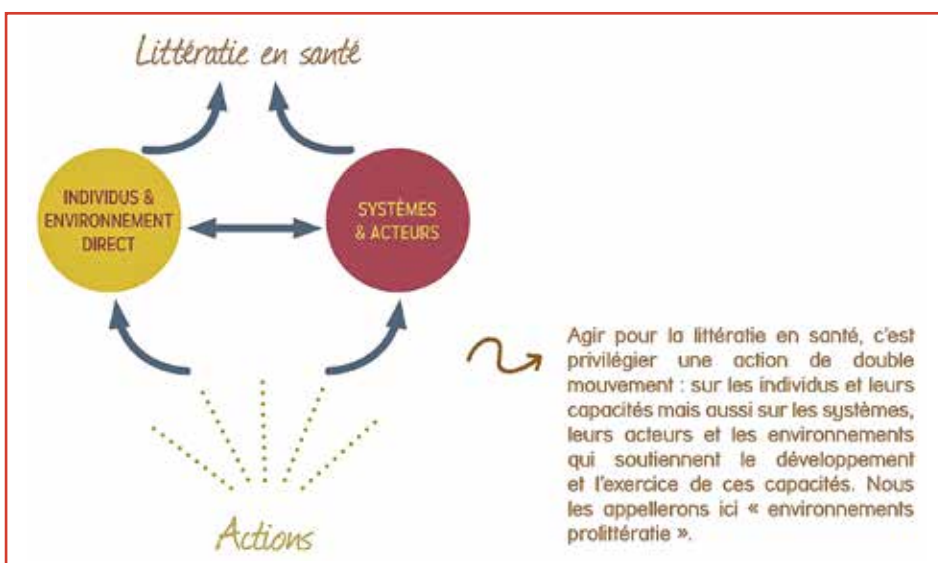 Littératie en santé
INDIVIDUS &
ENVIRONNEMENT
DIRECT
SYSTÈMES
& ACTEURS
Agir pour la littératie en santé, c'est
privilégier une action de double
mouvement : sur les individus et leurs
capacités mais aussi sur les systèmes,
leurs acteurs et les environnements
qui soutiennent le développement
et l'exercice de ces capacités. Nous
les appellerons ici « environnements
prolittératie ».
Actions